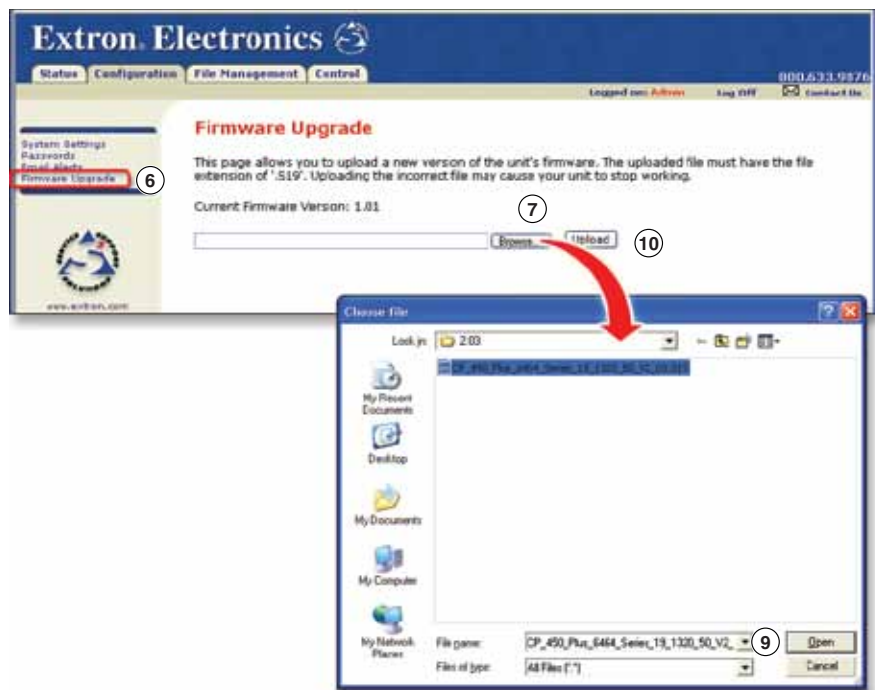 Extron Electronics
Status Configuration File Management Control
800.633.9876
Logged on: Admin Log Off Contact Us
Firmware Upgrade
System Settings
Passwords
Email Alerts
Firmware Upgrade
6
This page allows you to upload a new version of the unit's firmware. The uploaded file must have the file
extension of '.S19'. Uploading the incorrect file may cause your unit to stop working.
Current Firmware Version: 1.01
7
Browse... Upload
10
www.extron.com
Choose file
Look in: 2.03
My Recent
Documents
Desktop
My Documents
My Computer
My Network
Places
File name: CP_450_Plus_6464_Series_19_1320_50_V2_
9
Open
Files of type: All Files (*.*)
Cancel